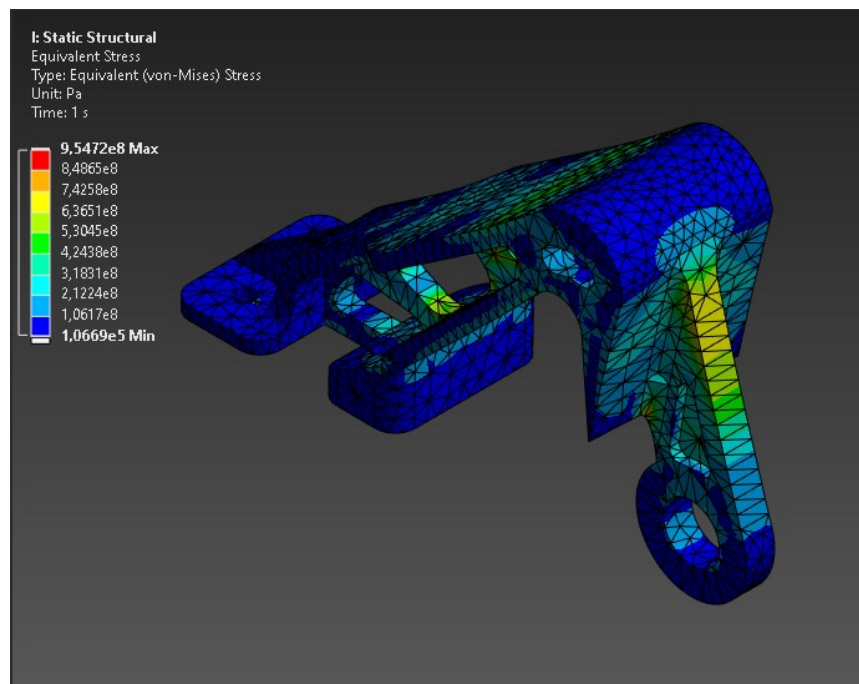 I: Static Structural
Equivalent Stress
Type: Equivalent (von-Mises) Stress
Unit: Pa
Time: 1 s
9,5472e8 Max
8,4865e8
7,4258e8
6,3651e8
5,3045e8
4,2438e8
3,1831e8
2,1224e8
1,0617e8
1,0669e5 Min